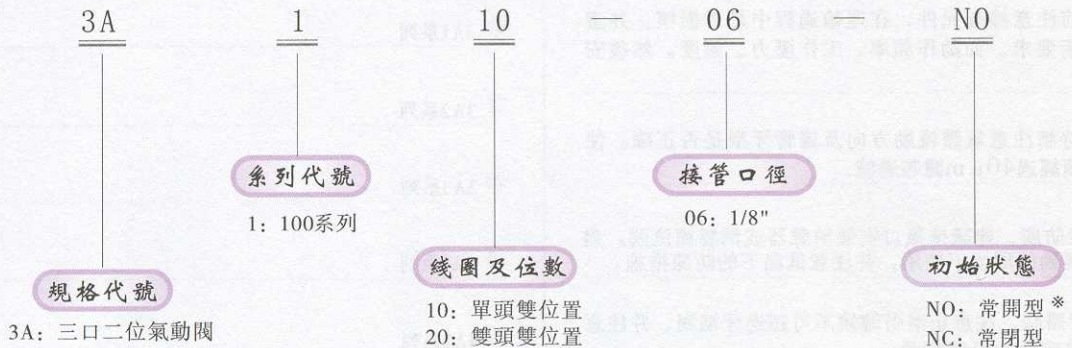 3A 1 10 06 NO
系列代號
1: 100系列
接管口徑
06: 1/8"
規格代號
3A: 三口二位氣動閥
綫圈及位數
10: 單頭雙位置
20: 雙頭雙位置
初始狀態
NO: 常開型※
NC: 常閉型